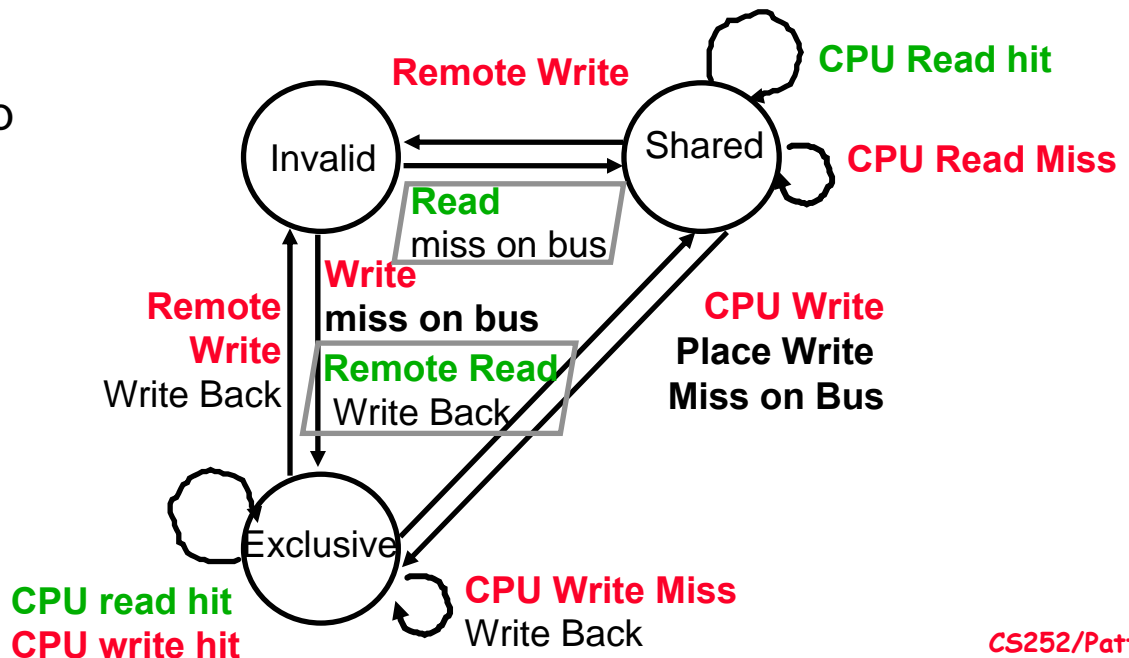 Remote Write
CPU Read hit
Invalid
Shared
CPU Read Miss
Read
miss on bus
Remote
Write
Write Back
Write
miss on bus
Remote Read
Write Back
CPU Write
Place Write
Miss on Bus
Exclusive
CPU read hit
CPU write hit
CPU Write Miss
Write Back